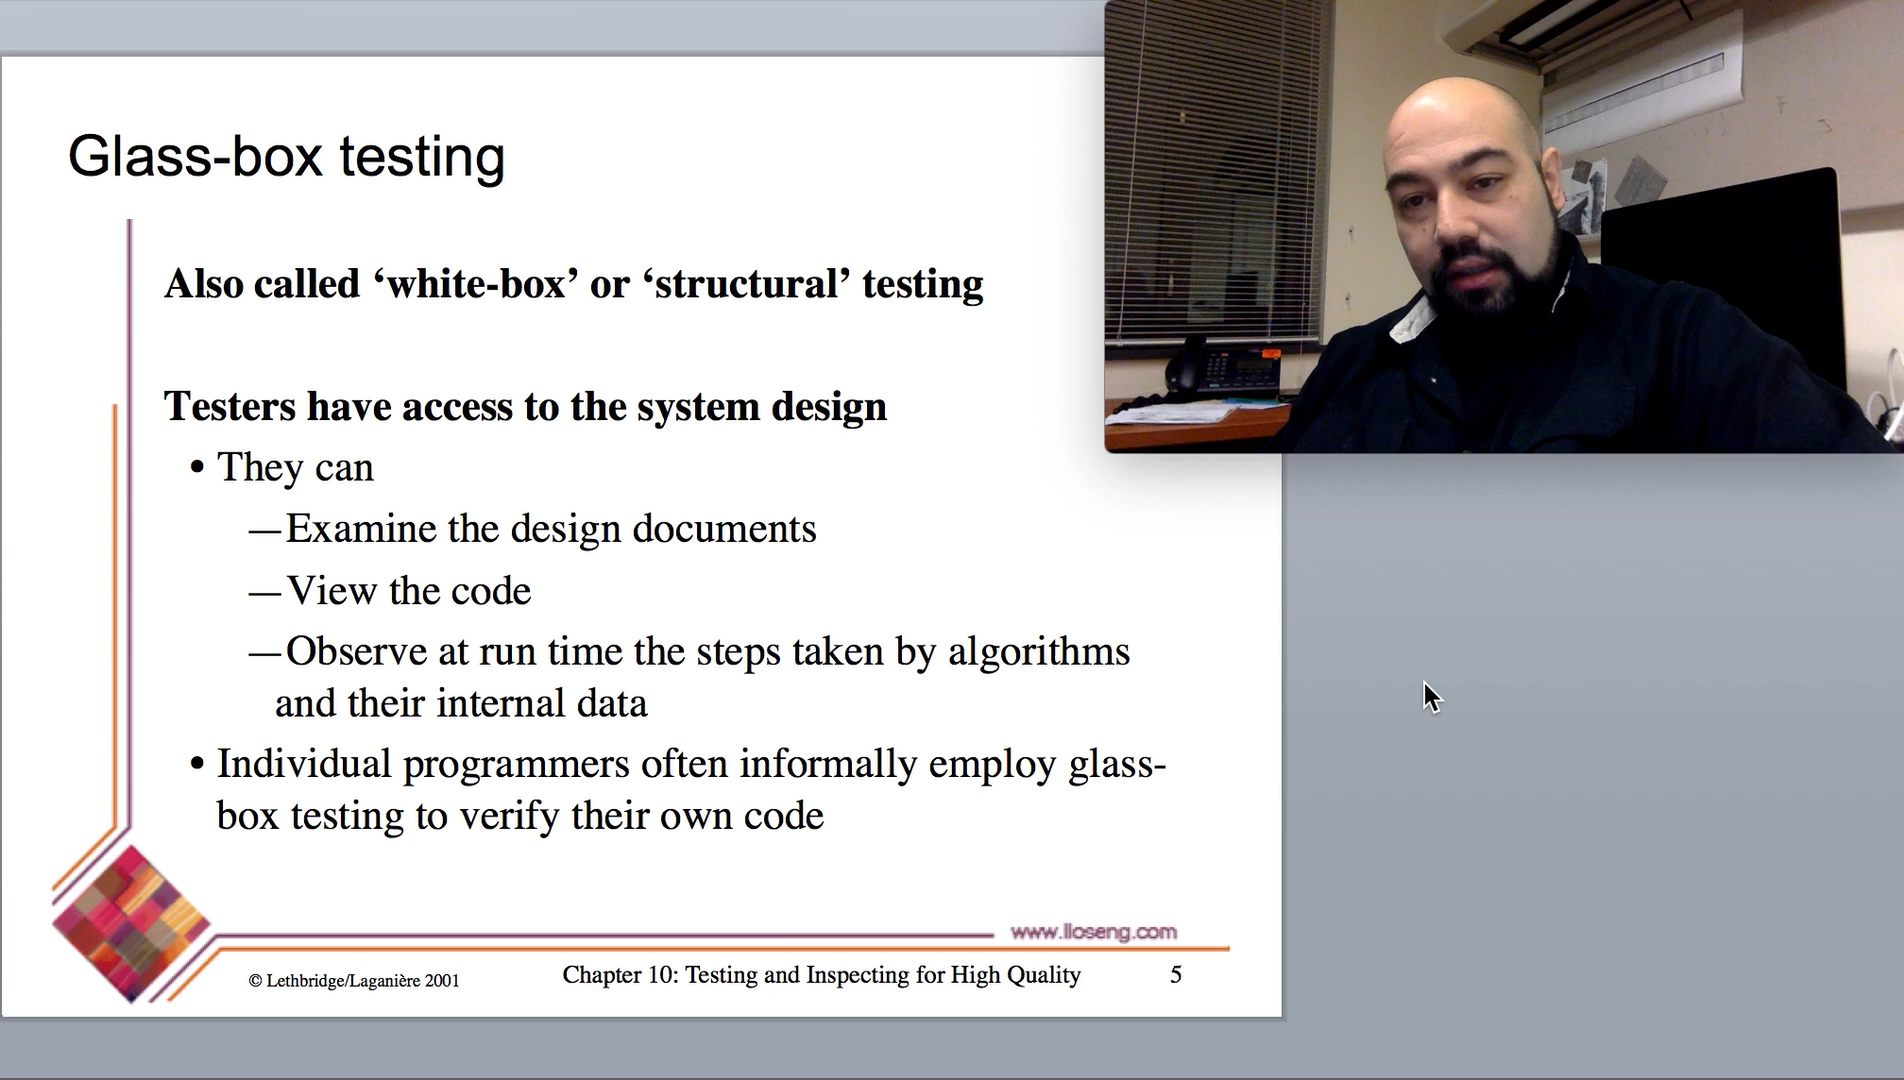 Glass-box testing
Also called ‘white-box’ or ‘structural’ testing
Testers have access to the system design
• They can
—Examine the design documents
—View the code
—Observe at run time the steps taken by algorithms
and their internal data
• Individual programmers often informally employ glass-
box testing to verify their own code
www.lloseng.com
© Lethbridge/Laganière 2001
Chapter 10: Testing and Inspecting for High Quality
5